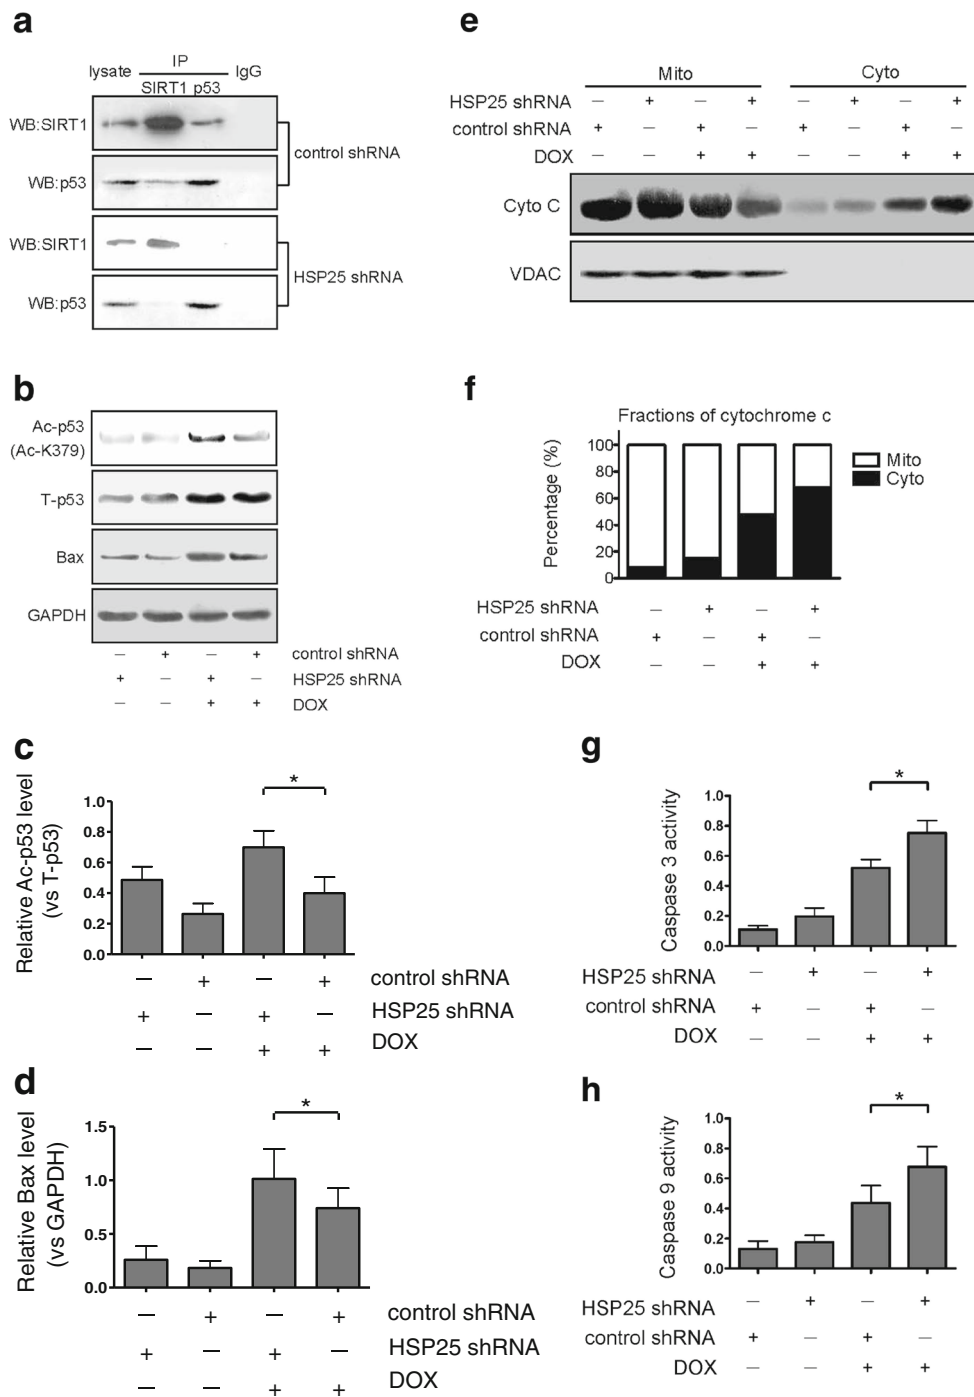 a
IP
lysate SIRT1 p53 IgG
WB:SIRT1
WB:p53
control shRNA
WB:SIRT1
WB:p53
HSP25 shRNA
b
Ac-p53
(Ac-K379)
T-p53
Bax
GAPDH
— + — + control shRNA
+ — + — HSP25 shRNA
— — + + DOX
c
Relative Ac-p53 level
(vs T-p53)
1.0
0.8
0.6
0.4
0.2
0.0
*
— + — + control shRNA
+ — + — HSP25 shRNA
— — + + DOX
d
Relative Bax level
(vs GAPDH)
1.5
1.0
0.5
0.0
*
— + — + control shRNA
+ — + — HSP25 shRNA
— — + + DOX
e
Mito Cyto
HSP25 shRNA — + — + — + — +
control shRNA + — + — + — + —
DOX — — + + — — + +
Cyto C
VDAC
f
Fractions of cytochrome c
Percentage (%)
100
80
60
40
20
0
Mito
Cyto
HSP25 shRNA — + — +
control shRNA + — + —
DOX — — + +
g
Caspase 3 activity
1.0
0.8
0.6
0.4
0.2
0.0
*
HSP25 shRNA — + — +
control shRNA + — + —
DOX — — + +
h
Caspase 9 activity
1.0
0.8
0.6
0.4
0.2
0.0
*
HSP25 shRNA — + — +
control shRNA + — + —
DOX — — + +